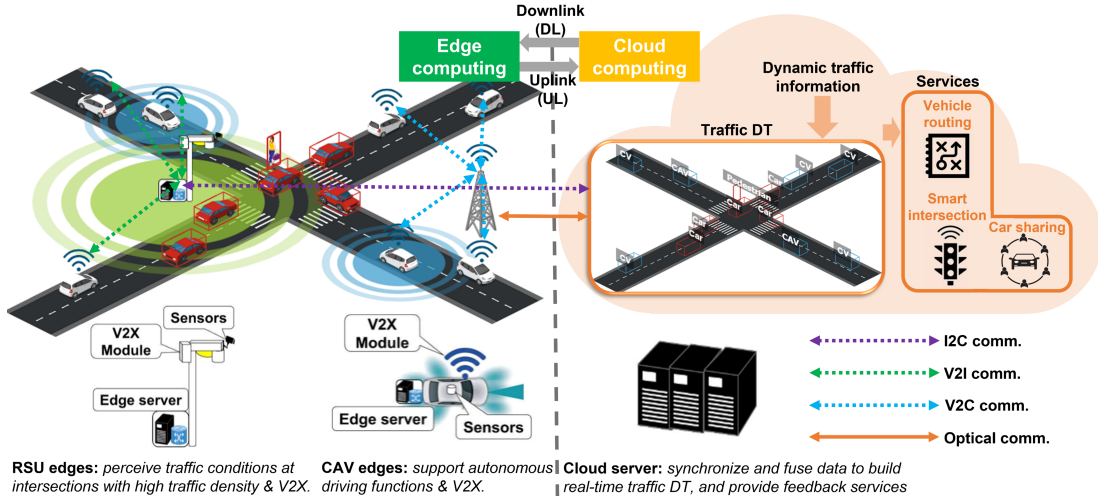 Downlink
(DL)
Edge
computing
Cloud
computing
Uplink
(UL)
Dynamic traffic
information
Services
Vehicle
routing
Smart
intersection
Car sharing
Traffic DT
CV
CAV
Pedestrian
Car
CV
CV
Car
Car
Car
Car
Car
CV
CAV
CV
Sensors
V2X
Module
Edge server
V2X
Module
Edge server
Sensors
I2C comm.
V2I comm.
V2C comm.
Optical comm.
RSU edges: perceive traffic conditions at
intersections with high traffic density & V2X.
CAV edges: support autonomous
driving functions & V2X.
Cloud server: synchronize and fuse data to build
real-time traffic DT, and provide feedback services